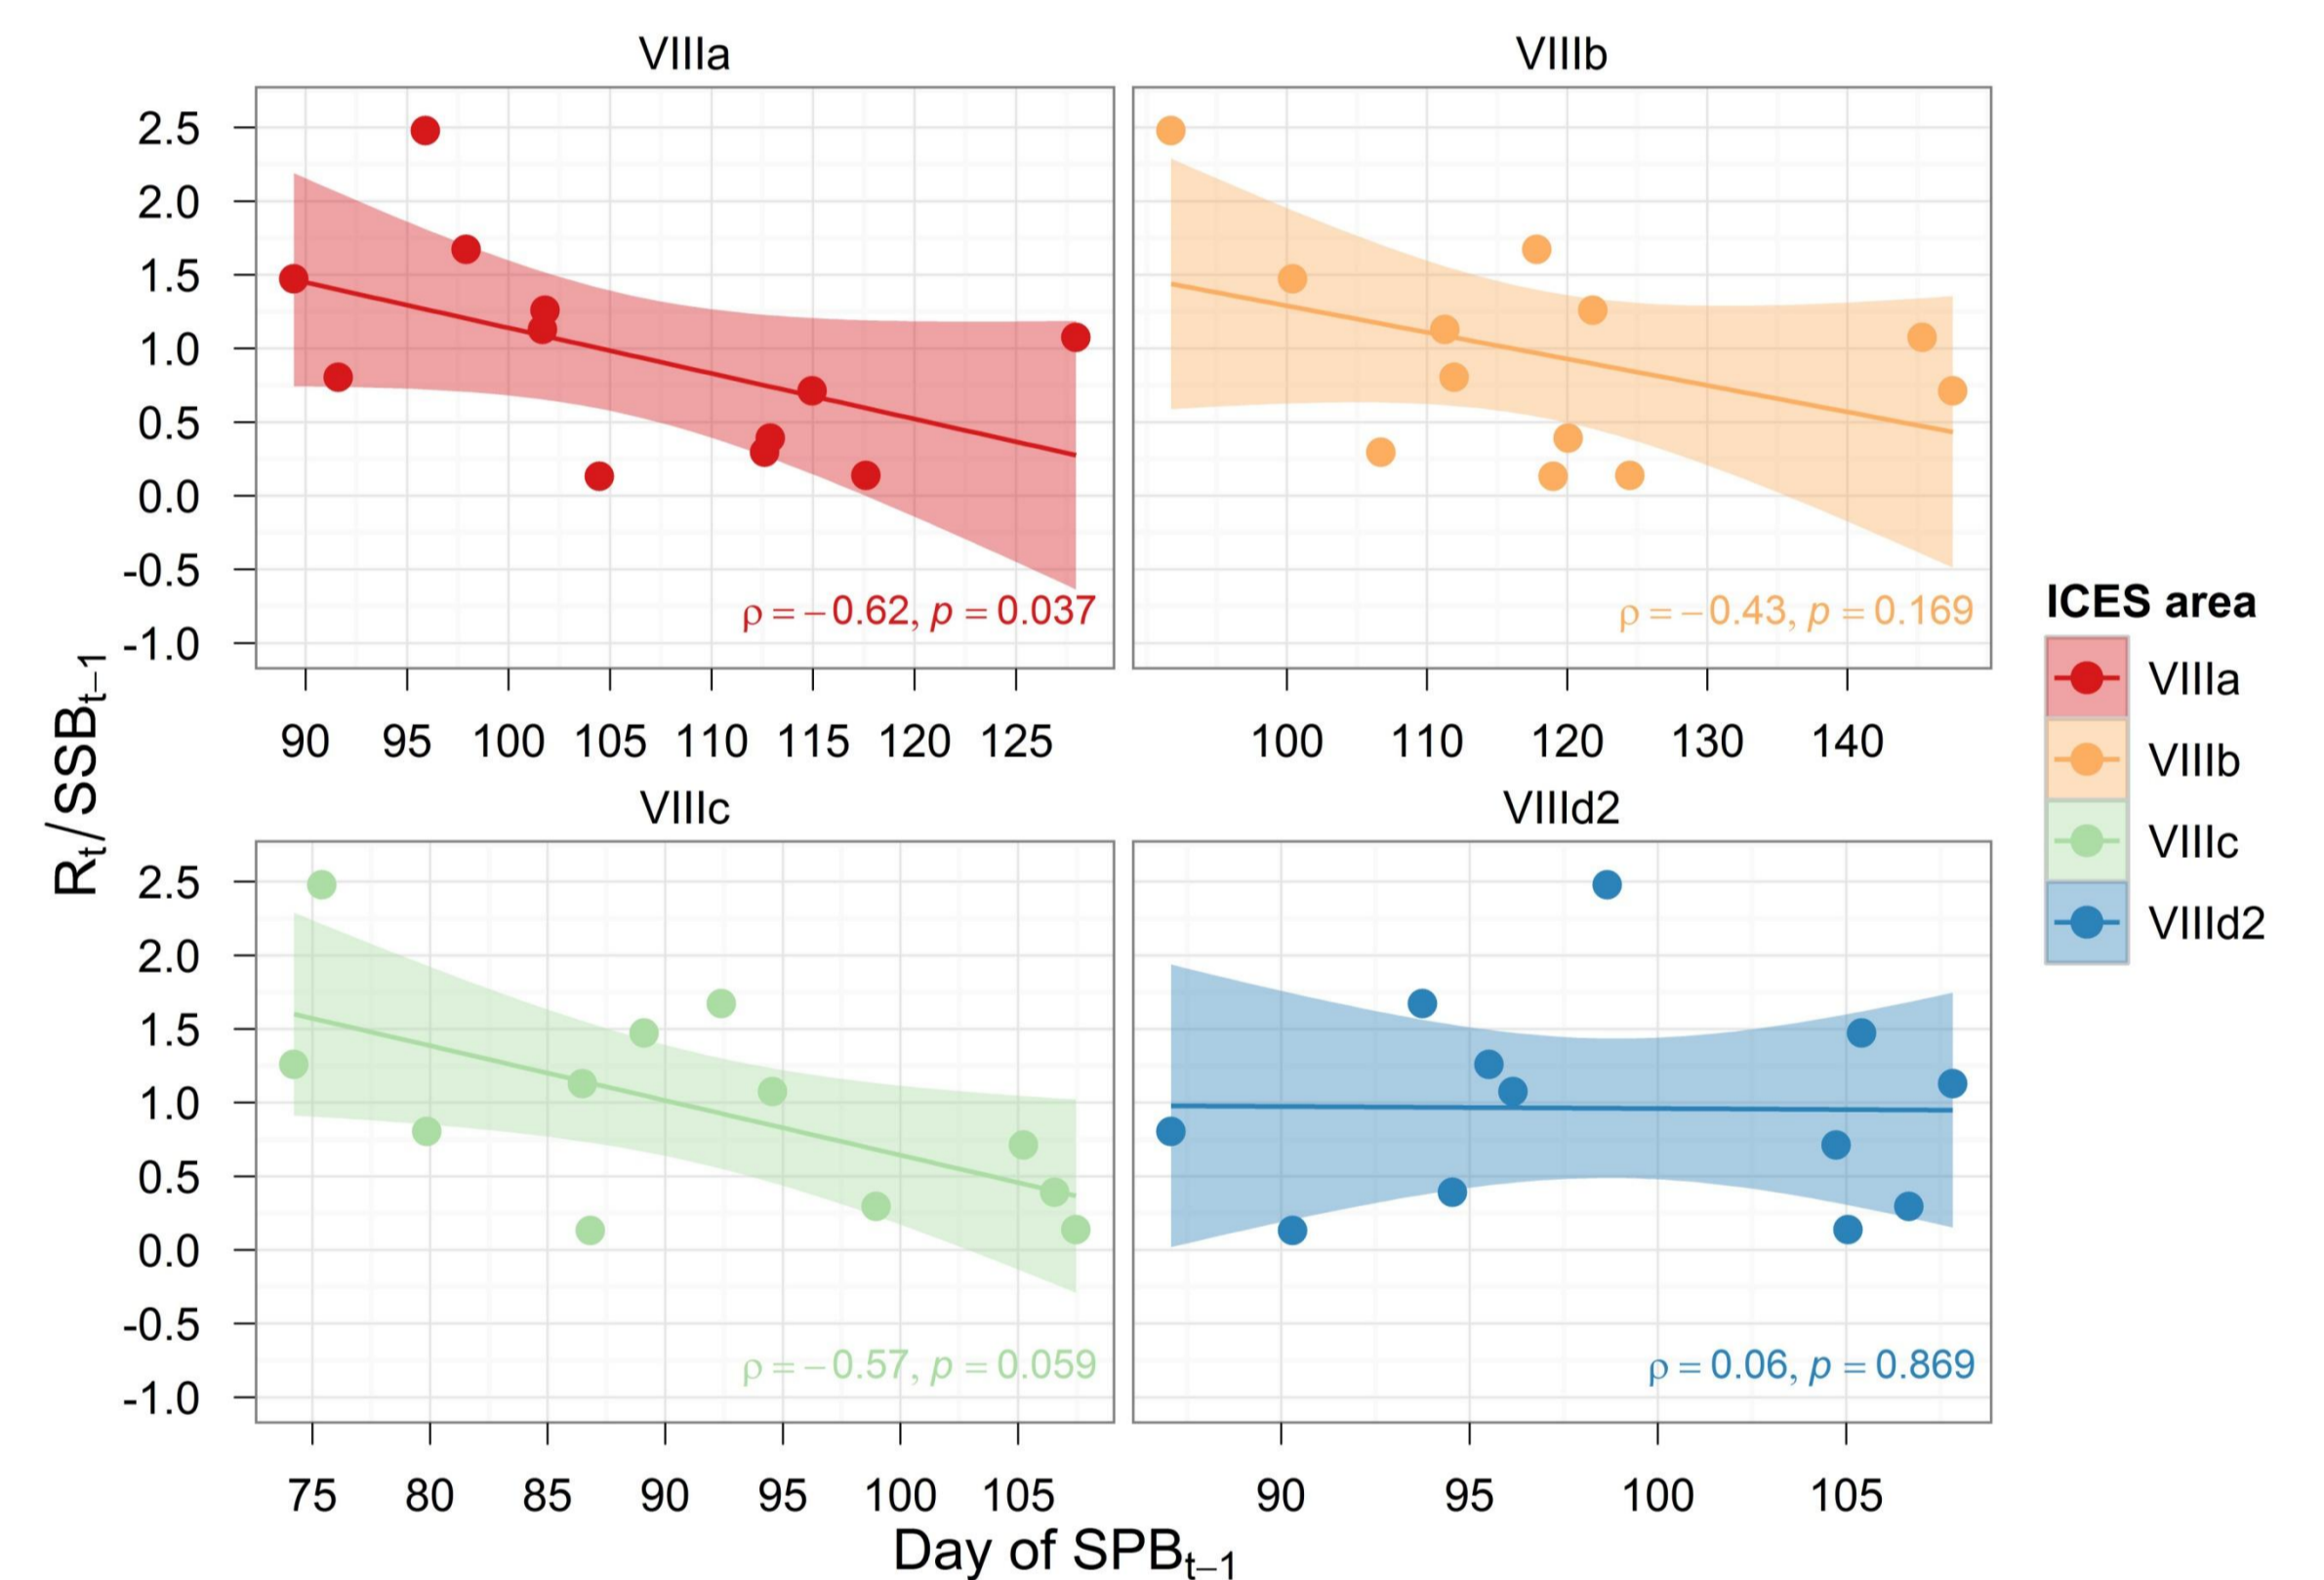 VIIIa
VIIIb
2.5
2.0
1.5
1.0
0.5
0.0
-0.5
-1.0
ρ = −0.62, p = 0.037
ρ = −0.43, p = 0.169
90 95 100 105 110 115 120 125
100 110 120 130 140
VIIIc
VIIId2
2.5
2.0
1.5
1.0
0.5
0.0
-0.5
-1.0
ρ = −0.57, p = 0.059
ρ = 0.06, p = 0.869
75 80 85 90 95 100 105
90 95 100 105
Rt / SSBt−1
Day of SPBt−1
ICES area
VIIIa
VIIIb
VIIIc
VIIId2